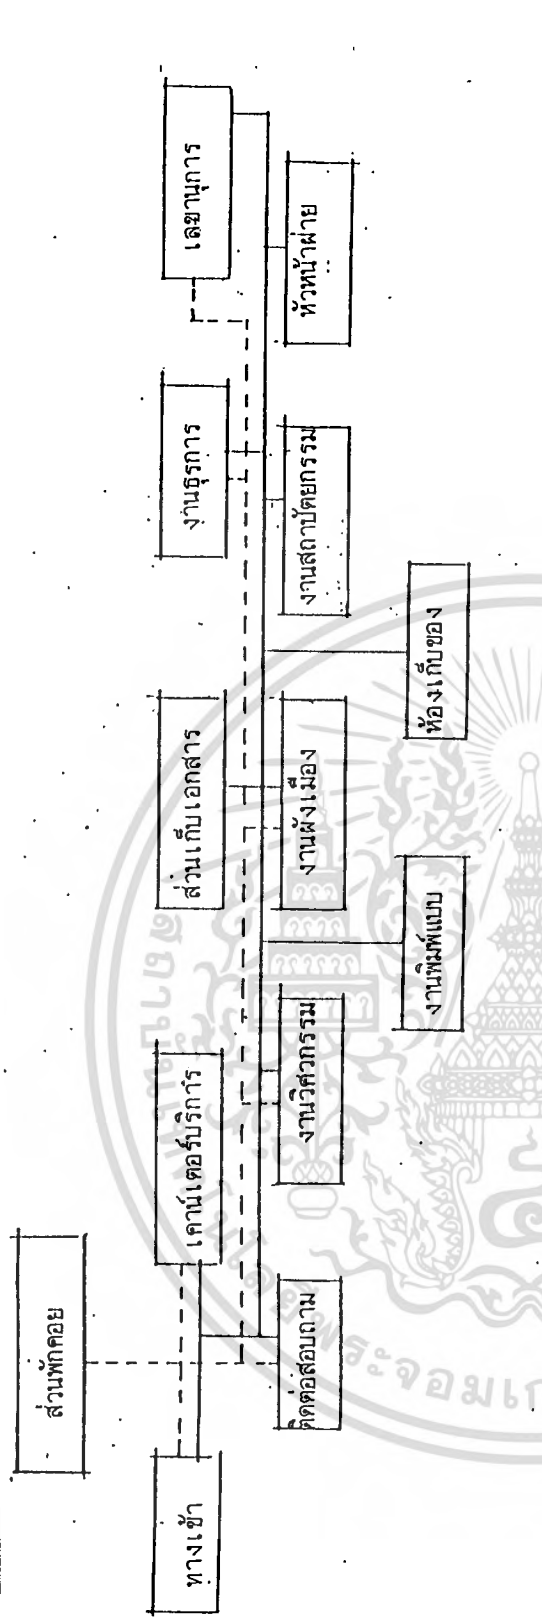 ส่วนพักคอย
ทางเข้า
เคาน์เตอร์บริการ
ส่วนเก็บเอกสาร
งานธุรการ
เลขานุการ
ติดต่อสอบถาม
งานวิศวกรรม
งานผังเมือง
งานสถาปัตยกรรม
หัวหน้าฝ่าย
งานพิมพ์แบบ
ห้องเก็บของ